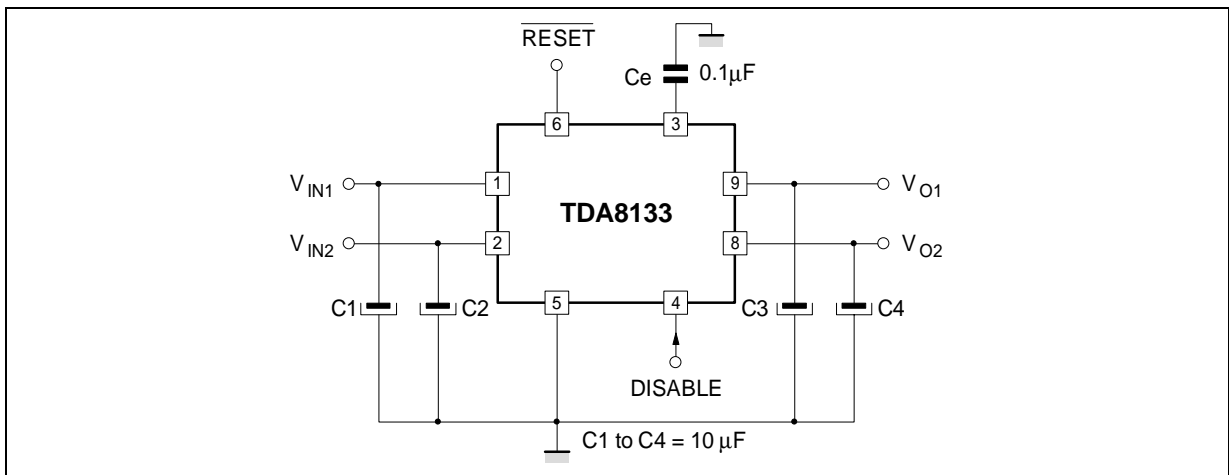 RESET
Ce 0.1μF
6 3
V IN1 1 9 V O1
TDA8133
V IN2 2 8 V O2
C1 C2 5 4 C3 C4
DISABLE
C1 to C4 = 10 μF